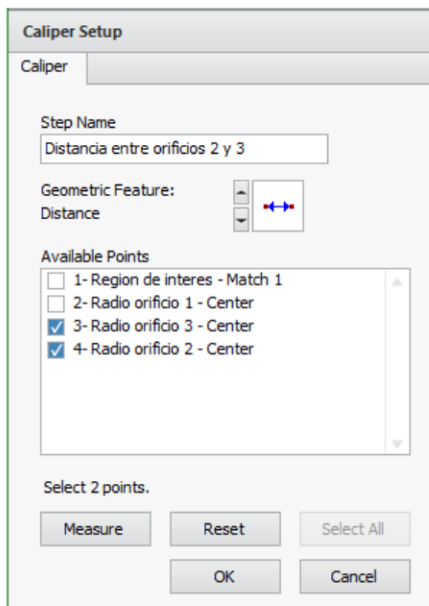 Caliper Setup
Caliper
Step Name
Distancia entre orificios 2 y 3
Geometric Feature:
Distance
Available Points
1- Region de interes - Match 1
2- Radio orificio 1 - Center
3- Radio orificio 3 - Center
4- Radio orificio 2 - Center
Select 2 points.
Measure Reset Select All
OK Cancel